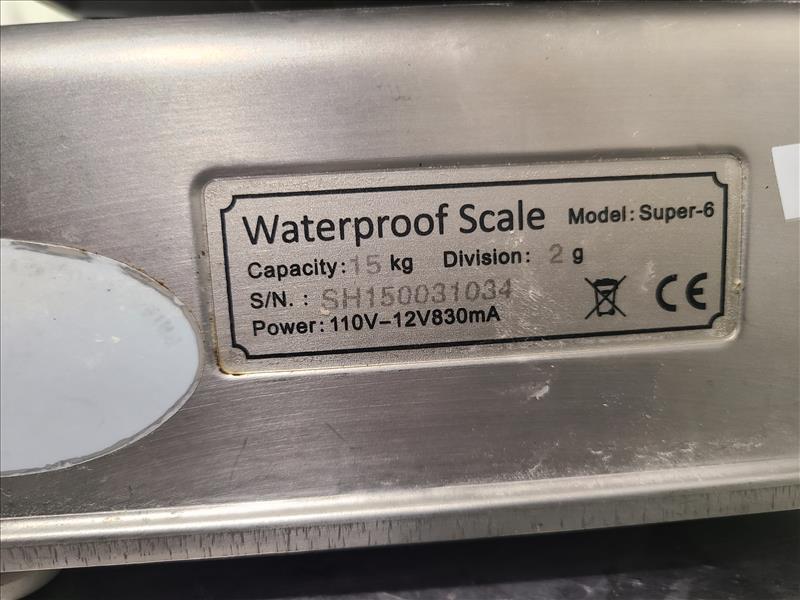 Waterproof Scale Model: Super-6
Capacity: 15 kg Division: 2 g
S/N. : SH150031034
Power: 110V-12V830mA
CE